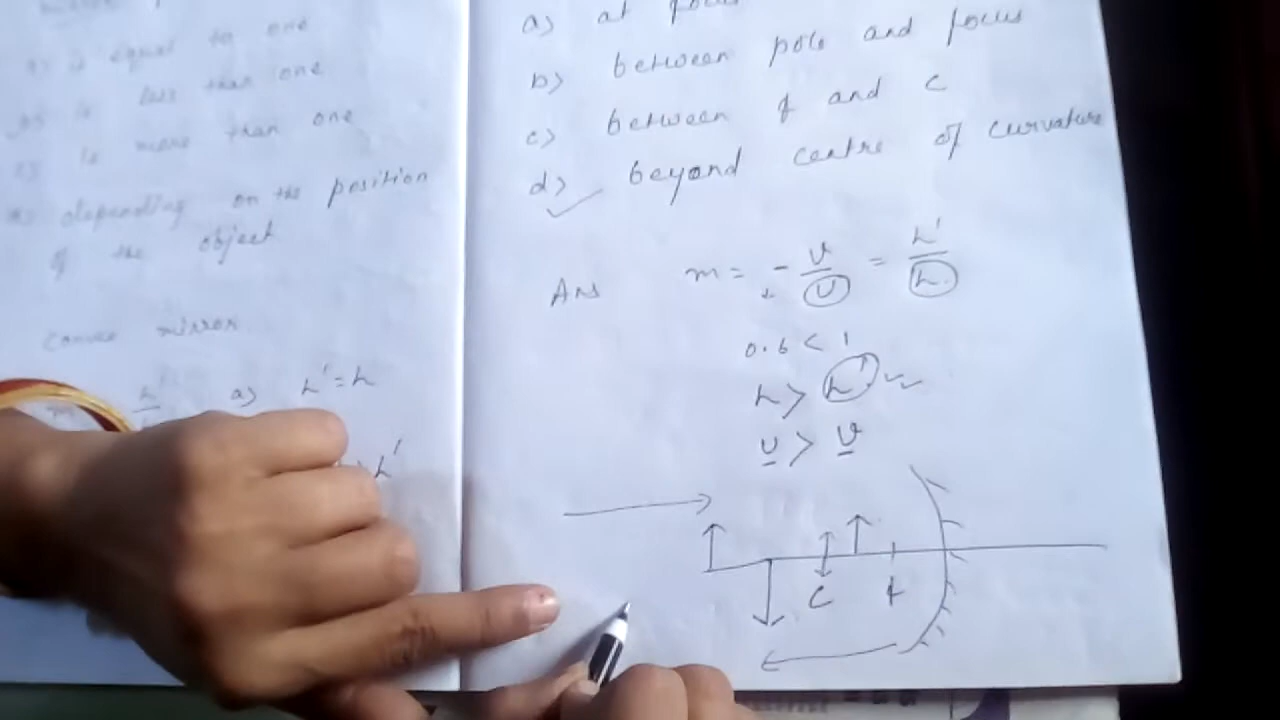 is equal to one
is less than one
is more than one
depending on the position
of the object
convex mirror
h'
a) h' = h
h'
a) at focus
b) between pole and focus
c) between f and C
d) beyond centre of curvature
Ans m = - v/u = h'/h
0.6 < 1
h > h'
u > v
C f